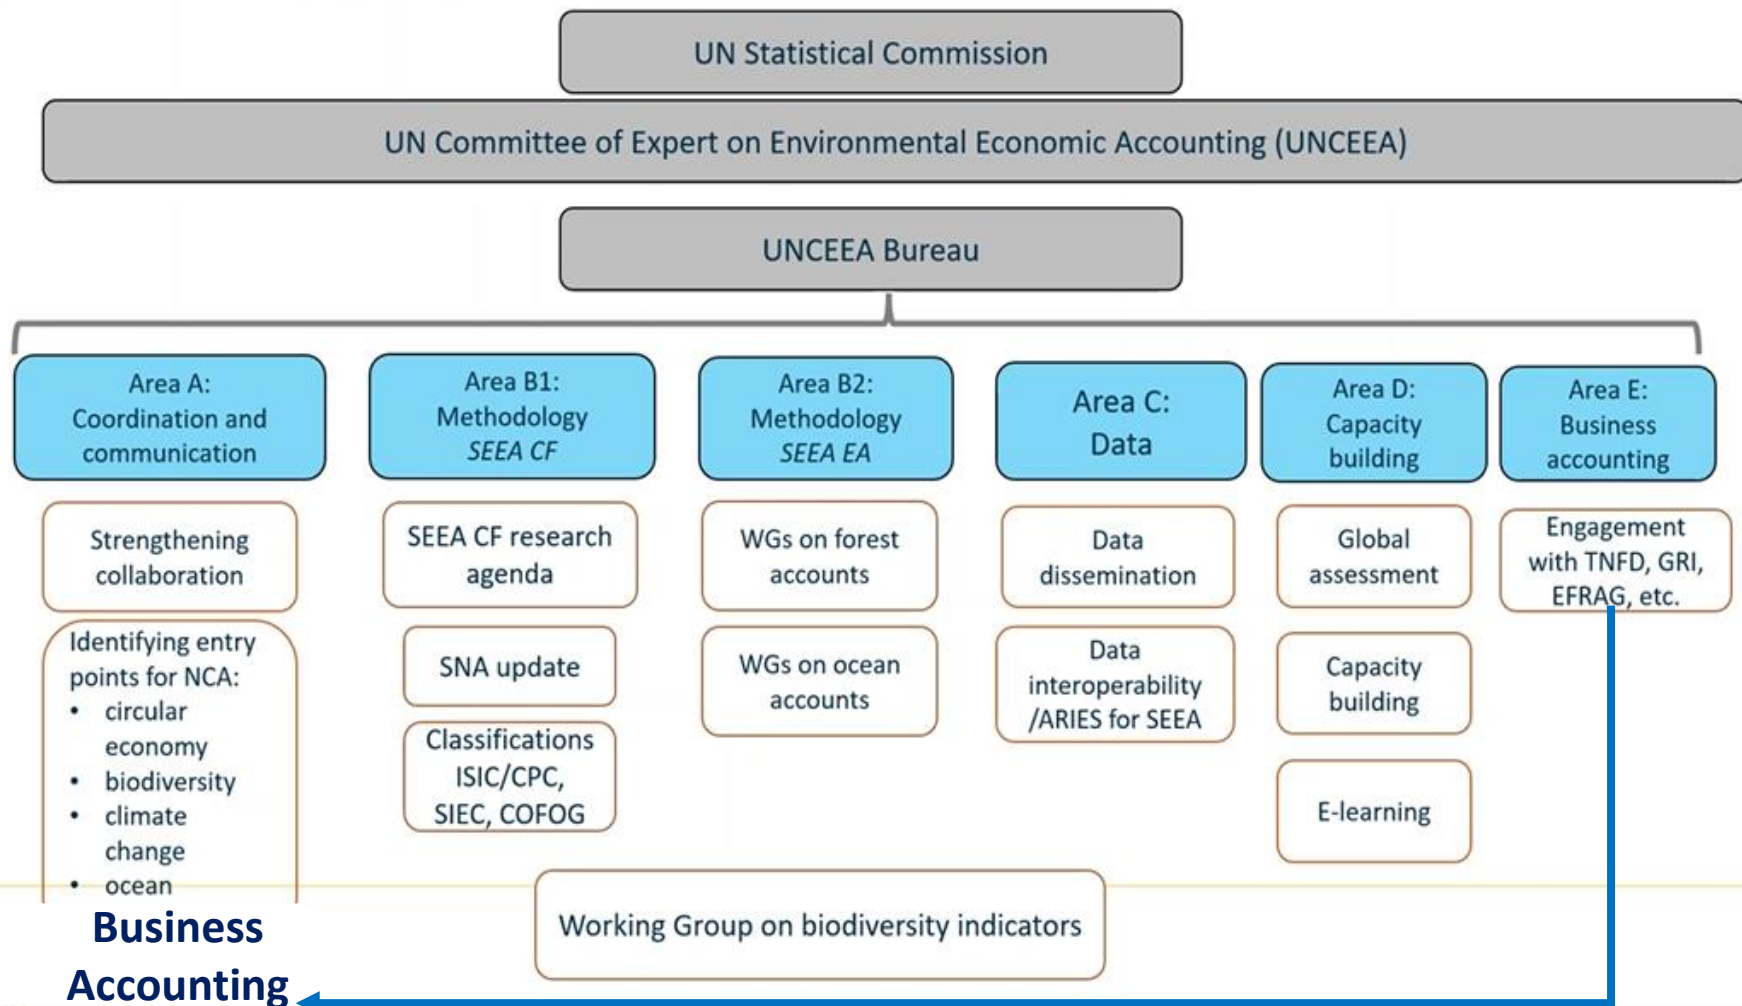 UN Statistical Commission
UN Committee of Expert on Environmental Economic Accounting (UNCEEA)
UNCEEA Bureau
Area A:
Coordination and
communication
Strengthening
collaboration
Identifying entry
points for NCA:
• circular
economy
• biodiversity
• climate
change
• ocean
Area B1:
Methodology
SEEA CF
SEEA CF research
agenda
SNA update
Classifications
ISIC/CPC,
SIEC, COFOG
Area B2:
Methodology
SEEA EA
WGs on forest
accounts
WGs on ocean
accounts
Area C:
Data
Data
dissemination
Data
interoperability
/ARIES for SEEA
Area D:
Capacity
building
Global
assessment
Capacity
building
E-learning
Area E:
Business
accounting
Engagement
with TNFD, GRI,
EFRAG, etc.
Working Group on biodiversity indicators
Business
Accounting